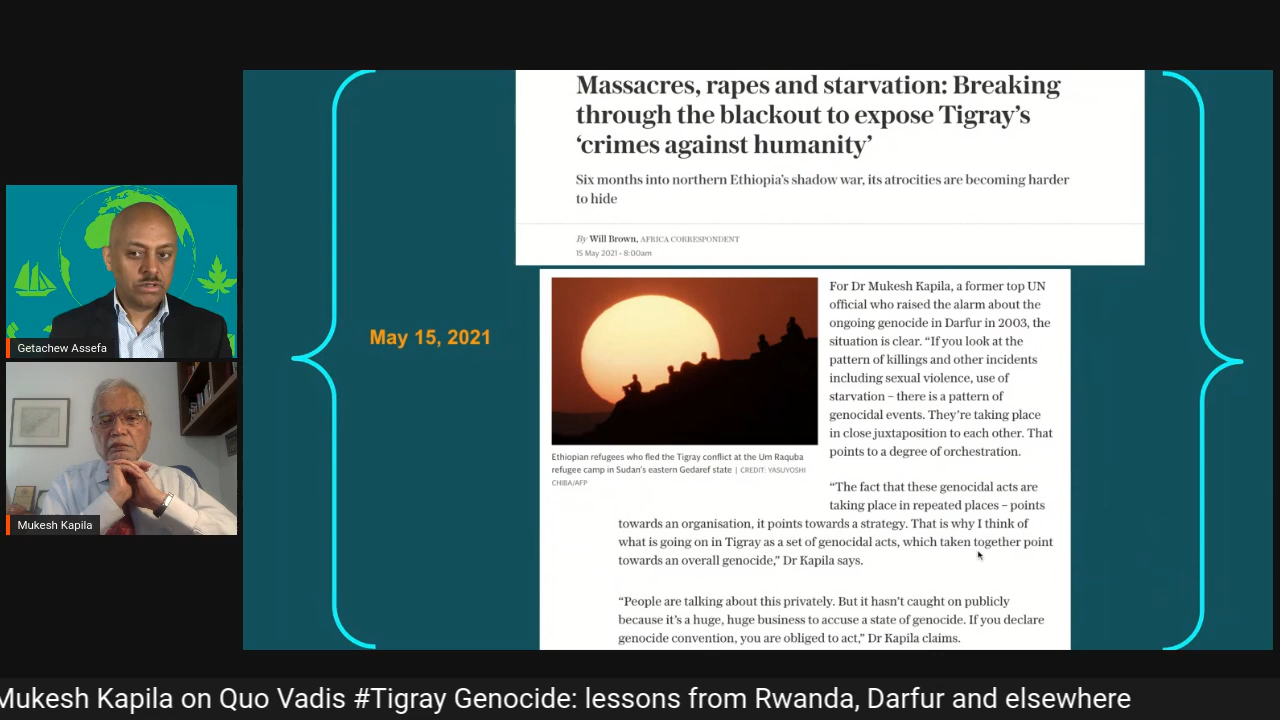 Massacres, rapes and starvation: Breaking
through the blackout to expose Tigray's
‘crimes against humanity’
Six months into northern Ethiopia's shadow war, its atrocities are becoming harder
to hide
By Will Brown, AFRICA CORRESPONDENT
15 May 2021 • 8:00am
May 15, 2021
Ethiopian refugees who fled the Tigray conflict at the Um Raquba
refugee camp in Sudan's eastern Gedaref state | CREDIT: YASUYOSHI
CHIBA/AFP
For Dr Mukesh Kapila, a former top UN
official who raised the alarm about the
ongoing genocide in Darfur in 2003, the
situation is clear. “If you look at the
pattern of killings and other incidents
including sexual violence, use of
starvation – there is a pattern of
genocidal events. They're taking place
in close juxtaposition to each other. That
points to a degree of orchestration.
“The fact that these genocidal acts are
taking place in repeated places – points
towards an organisation, it points towards a strategy. That is why I think of
what is going on in Tigray as a set of genocidal acts, which taken together point
towards an overall genocide,” Dr Kapila says.
“People are talking about this privately. But it hasn't caught on publicly
because it's a huge, huge business to accuse a state of genocide. If you declare
genocide convention, you are obliged to act,” Dr Kapila claims.
Getachew Assefa
Mukesh Kapila
Mukesh Kapila on Quo Vadis #Tigray Genocide: lessons from Rwanda, Darfur and elsewhere